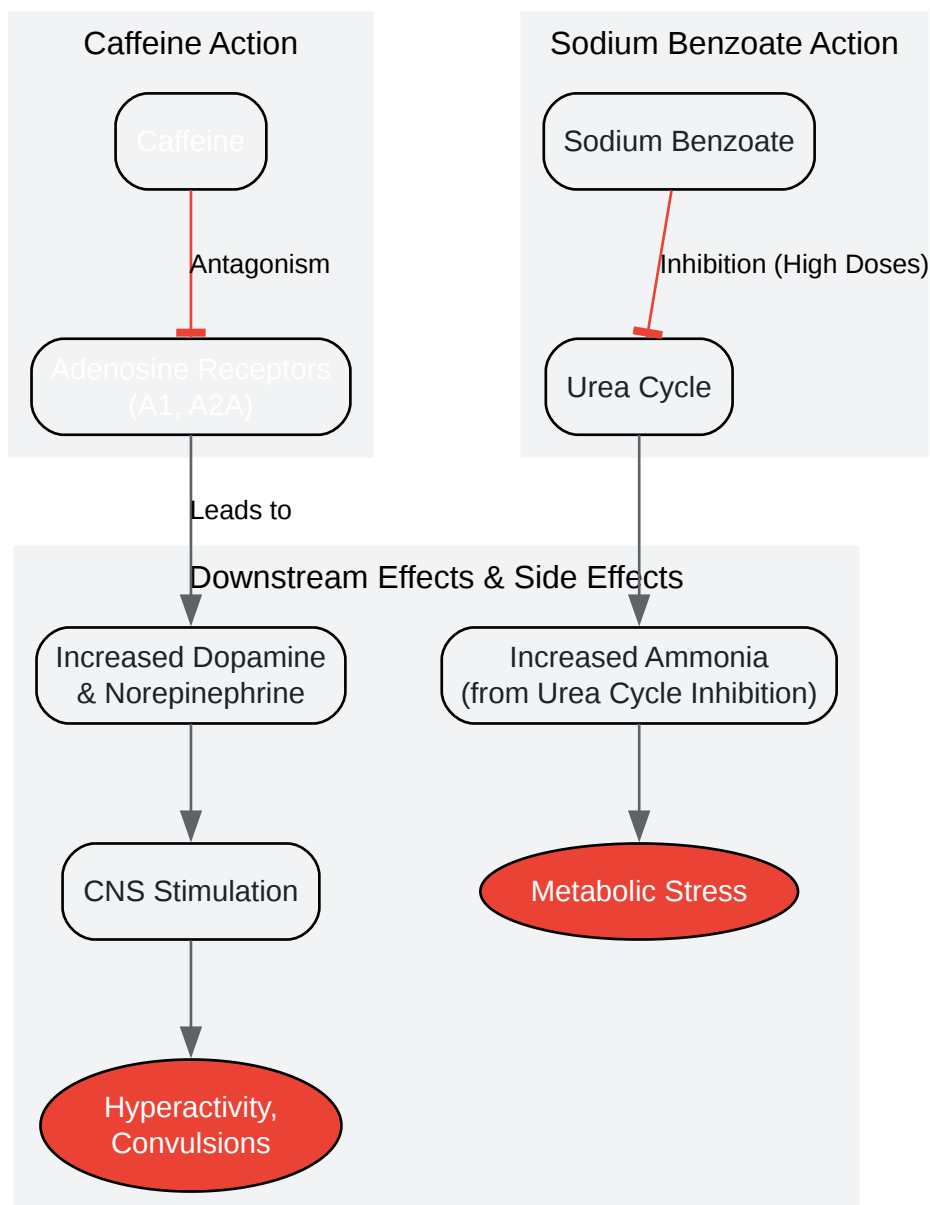 Caffeine Action
Sodium Benzoate Action
Caffeine
Sodium Benzoate
Antagonism
Inhibition (High Doses)
Adenosine Receptors
(A1, A2A)
Urea Cycle
Leads to
Downstream Effects & Side Effects
Increased Dopamine
& Norepinephrine
Increased Ammonia
(from Urea Cycle Inhibition)
CNS Stimulation
Metabolic Stress
Hyperactivity,
Convulsions